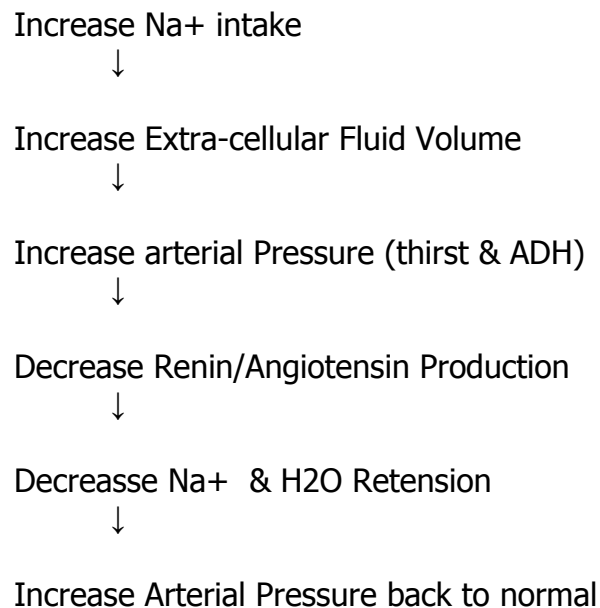 Increase Na+ intake
↓
Increase Extra-cellular Fluid Volume
↓
Increase arterial Pressure (thirst & ADH)
↓
Decrease Renin/Angiotensin Production
↓
Decreasse Na+  & H2O Retension
↓
Increase Arterial Pressure back to normal